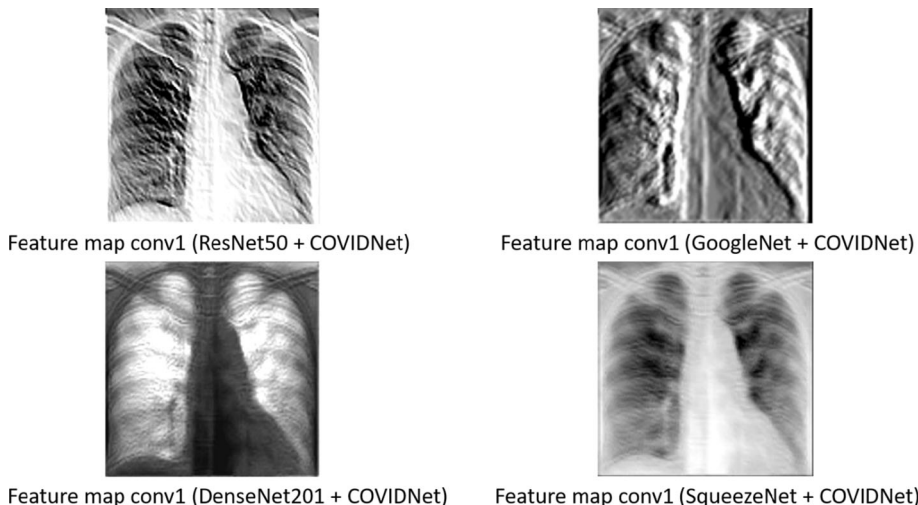 Feature map conv1 (ResNet50 + COVIDNet)
Feature map conv1 (GoogleNet + COVIDNet)
Feature map conv1 (DenseNet201 + COVIDNet)
Feature map conv1 (SqueezeNet + COVIDNet)